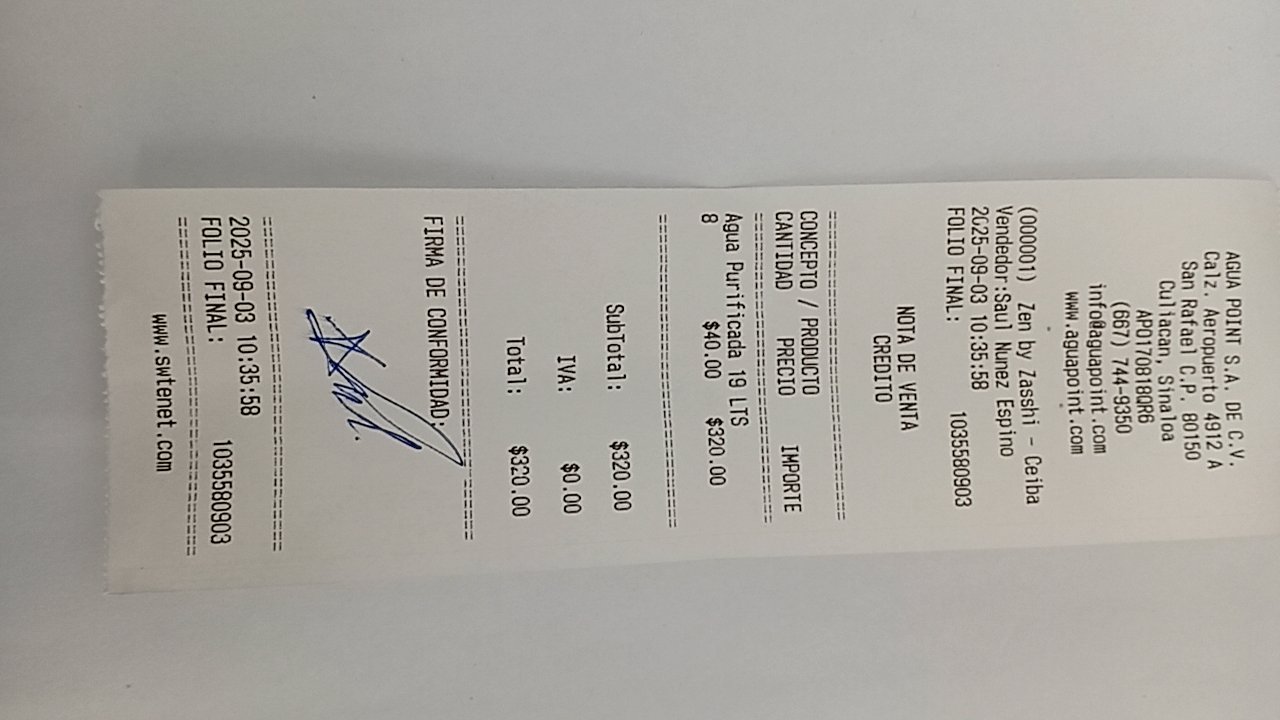 AGUA POINT S.A. DE C.V.
Calz. Aeropuerto 4912 A
San Rafael C.P. 80150
Culiacan, Sinaloa
APO170818QR6
(667) 744-9350
info@aguapoint.com
www.aguapoint.com
NOTA DE VENTA
CREDITO
(000001) Zen by Zasshi - Ceiba
Vendedor:Saul Nunez Espino
2025-09-03 10:35:58
FOLIO FINAL: 1035580903
==============================
CONCEPTO / PRODUCTO
CANTIDAD PRECIO IMPORTE
==============================
Agua Purificada 19 LTS
8 $40.00 $320.00
==============================
SubTotal: $320.00
IVA: $0.00
Total: $320.00
==============================
FIRMA DE CONFORMIDAD:
==============================
2025-09-03 10:35:58
FOLIO FINAL: 1035580903
==============================
www.swtenet.com